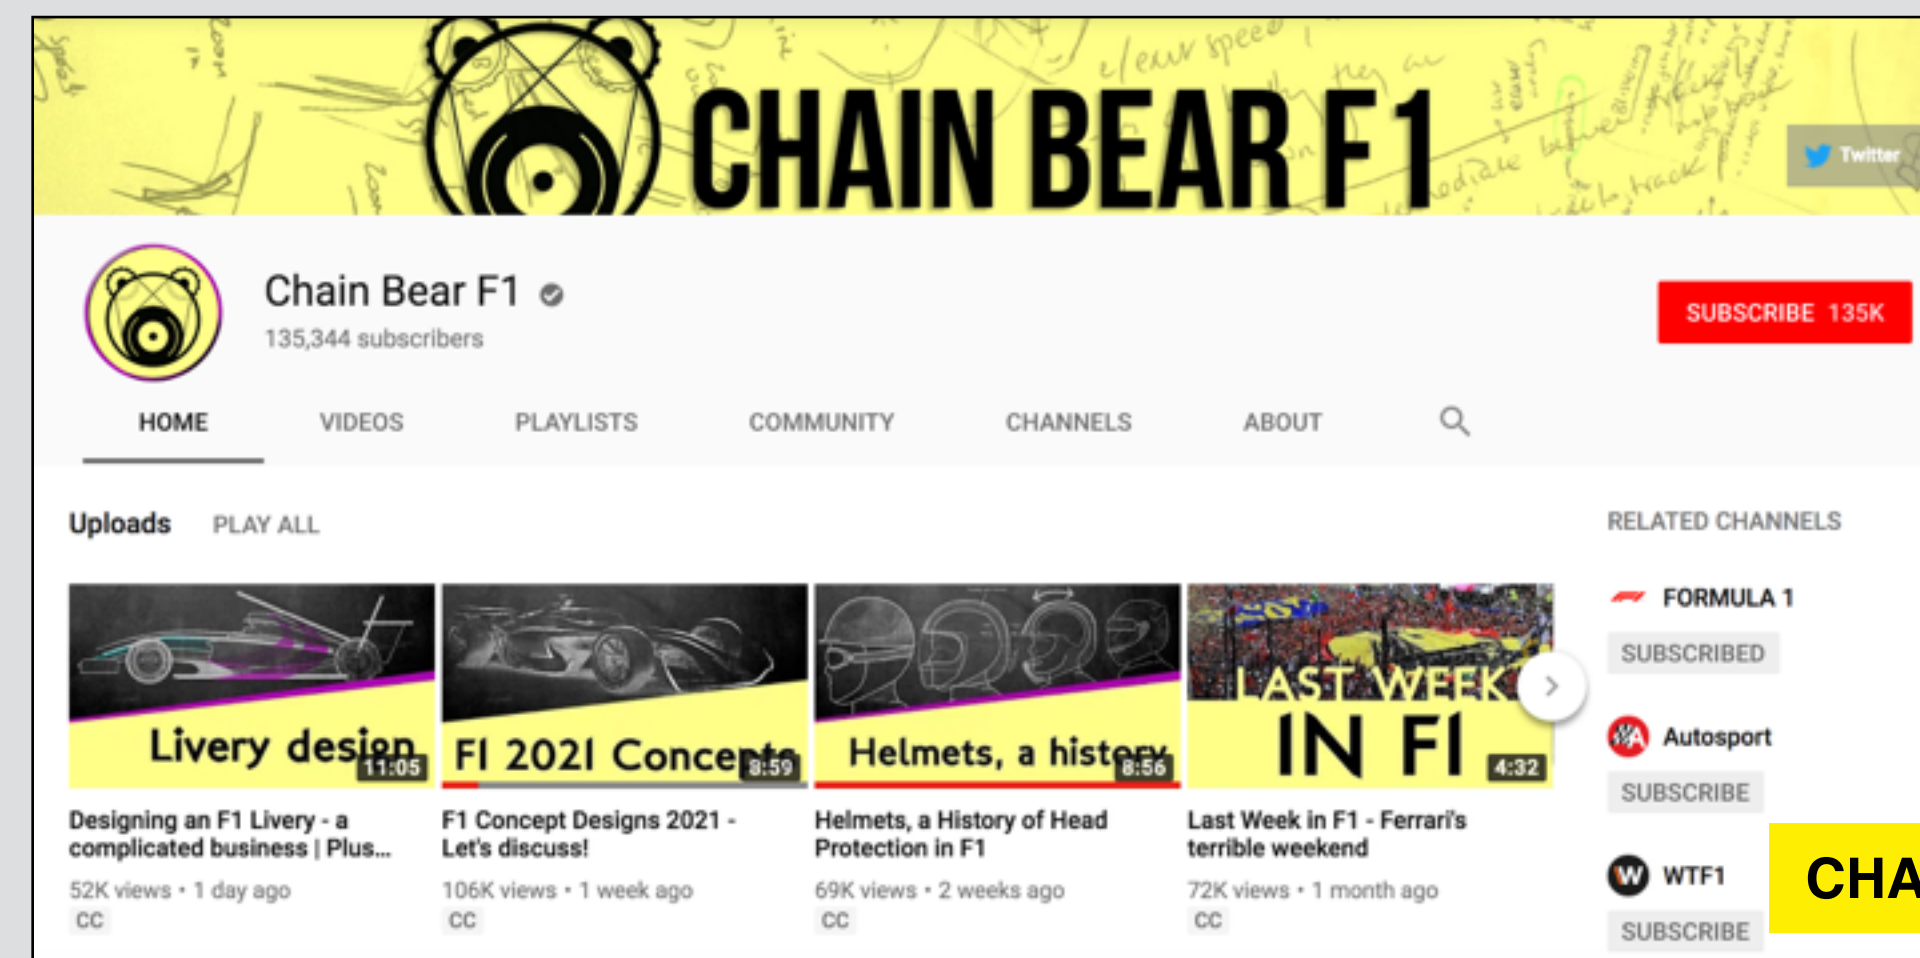 CHAIN BEAR F1
Twitter
Chain Bear F1
135,344 subscribers
SUBSCRIBE 135K
HOME VIDEOS PLAYLISTS COMMUNITY CHANNELS ABOUT
Uploads PLAY ALL
RELATED CHANNELS
Livery design
11:05
F1 2021 Concepts
8:59
Helmets, a history
8:56
LAST WEEK
IN F1
4:32
Designing an F1 Livery - a
complicated business | Plus...
52K views • 1 day ago
CC
F1 Concept Designs 2021 -
Let's discuss!
106K views • 1 week ago
CC
Helmets, a History of Head
Protection in F1
69K views • 2 weeks ago
CC
Last Week in F1 - Ferrari's
terrible weekend
72K views • 1 month ago
CC
FORMULA 1
SUBSCRIBED
Autosport
SUBSCRIBE
WTF1
SUBSCRIBE
CHA